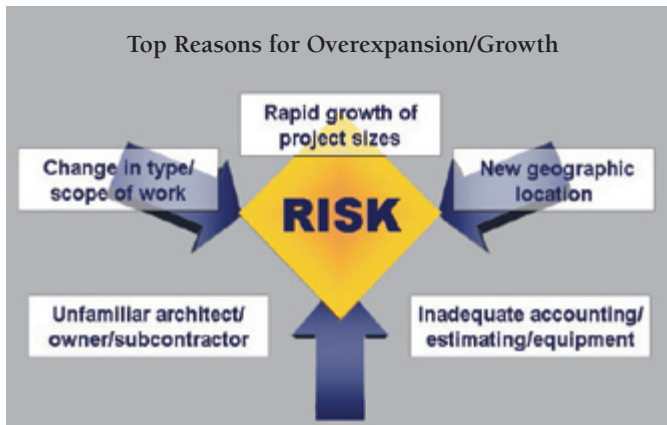 Top Reasons for Overexpansion/Growth
Rapid growth of
project sizes
Change in type/
scope of work
New geographic
location
RISK
Unfamiliar architect/
owner/subcontractor
Inadequate accounting/
estimating/equipment